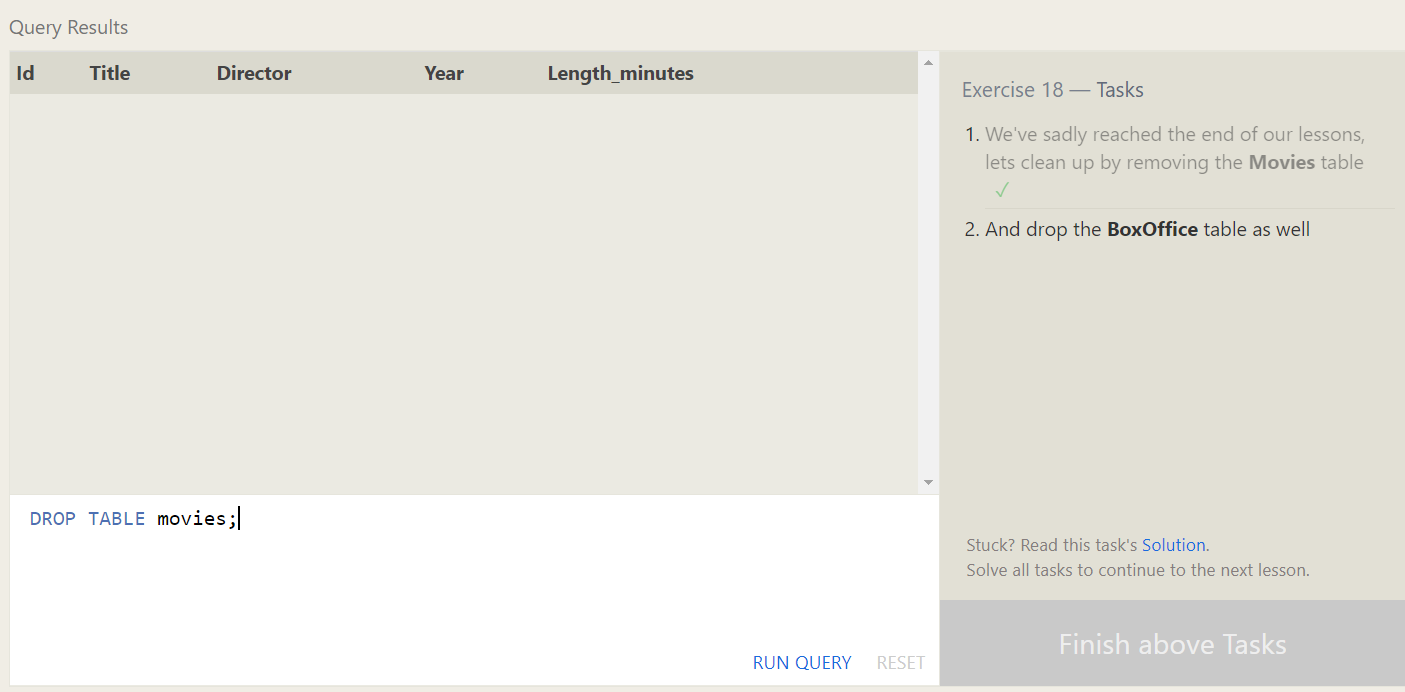 Query Results
Id Title Director Year Length_minutes
DROP TABLE movies;
RUN QUERY RESET
Exercise 18 — Tasks
1. We've sadly reached the end of our lessons,
lets clean up by removing the Movies table
✓
2. And drop the BoxOffice table as well
Stuck? Read this task's Solution.
Solve all tasks to continue to the next lesson.
Finish above Tasks